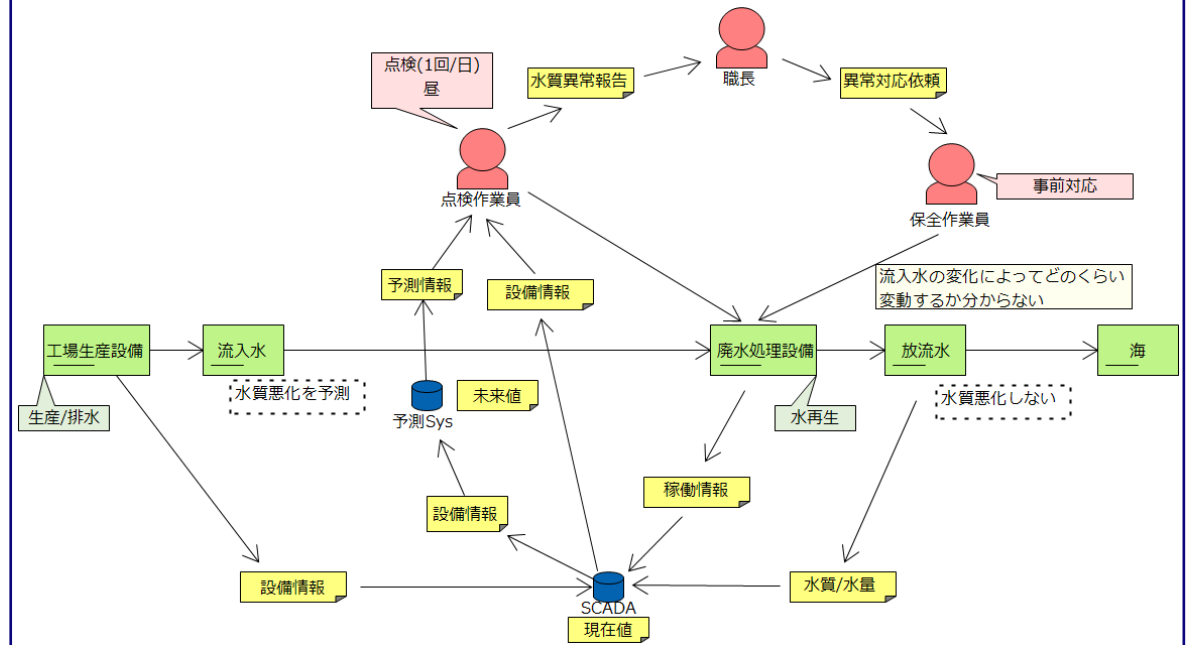 職長
点検(1回/日)
昼
水質異常報告
異常対応依頼
点検作業員
事前対応
保全作業員
予測情報
設備情報
流入水の変化によってどのくらい
変動するか分からない
工場生産設備
流入水
廃水処理設備
放流水
海
水質悪化を予測
未来値
水質悪化しない
生産/排水
予測Sys
水再生
稼働情報
設備情報
設備情報
水質/水量
SCADA
現在値